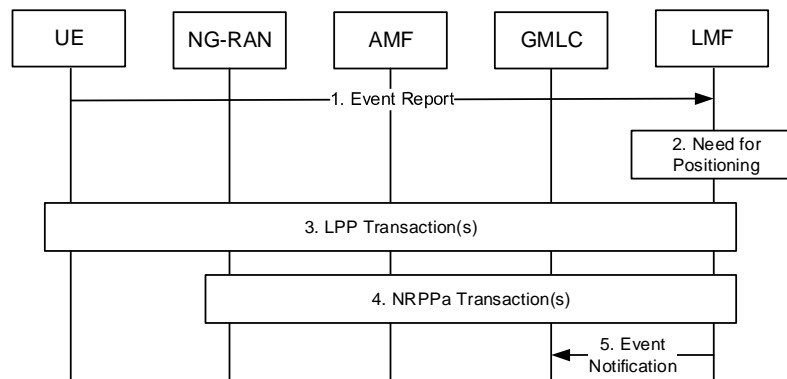 UE
NG-RAN
AMF
GMLC
LMF
1. Event Report
2. Need for
Positioning
3. LPP Transaction(s)
4. NRPPa Transaction(s)
5. Event
Notification